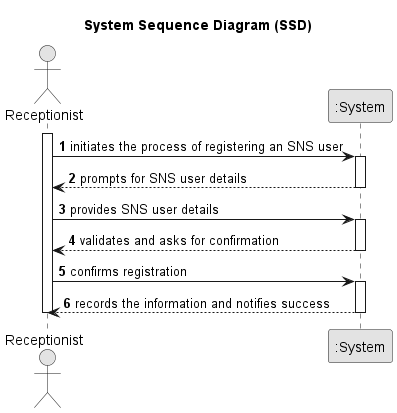 System Sequence Diagram (SSD)
Receptionist
:System
1 initiates the process of registering an SNS user
2 prompts for SNS user details
3 provides SNS user details
4 validates and asks for confirmation
5 confirms registration
6 records the information and notifies success
Receptionist
:System